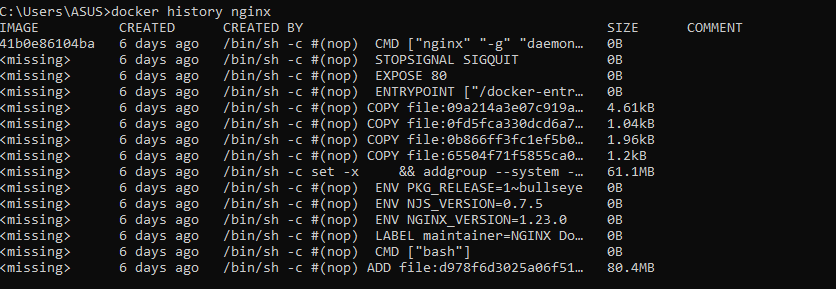 C:\Users\ASUS>docker history nginx
IMAGE CREATED CREATED BY SIZE COMMENT
41b0e86104ba 6 days ago /bin/sh -c #(nop) CMD ["nginx" "-g" "daemon… 0B
<missing> 6 days ago /bin/sh -c #(nop) STOPSIGNAL SIGQUIT 0B
<missing> 6 days ago /bin/sh -c #(nop) EXPOSE 80 0B
<missing> 6 days ago /bin/sh -c #(nop) ENTRYPOINT ["/docker-entr… 0B
<missing> 6 days ago /bin/sh -c #(nop) COPY file:09a214a3e07c919a… 4.61kB
<missing> 6 days ago /bin/sh -c #(nop) COPY file:0fd5fca330dcd6a7… 1.04kB
<missing> 6 days ago /bin/sh -c #(nop) COPY file:0b866ff3fc1ef5b0… 1.96kB
<missing> 6 days ago /bin/sh -c #(nop) COPY file:65504f71f5855ca0… 1.2kB
<missing> 6 days ago /bin/sh -c set -x && addgroup --system -… 61.1MB
<missing> 6 days ago /bin/sh -c #(nop) ENV PKG_RELEASE=1~bullseye 0B
<missing> 6 days ago /bin/sh -c #(nop) ENV NJS_VERSION=0.7.5 0B
<missing> 6 days ago /bin/sh -c #(nop) ENV NGINX_VERSION=1.23.0 0B
<missing> 6 days ago /bin/sh -c #(nop) LABEL maintainer=NGINX Do… 0B
<missing> 6 days ago /bin/sh -c #(nop) CMD ["bash"] 0B
<missing> 6 days ago /bin/sh -c #(nop) ADD file:d978f6d3025a06f51… 80.4MB